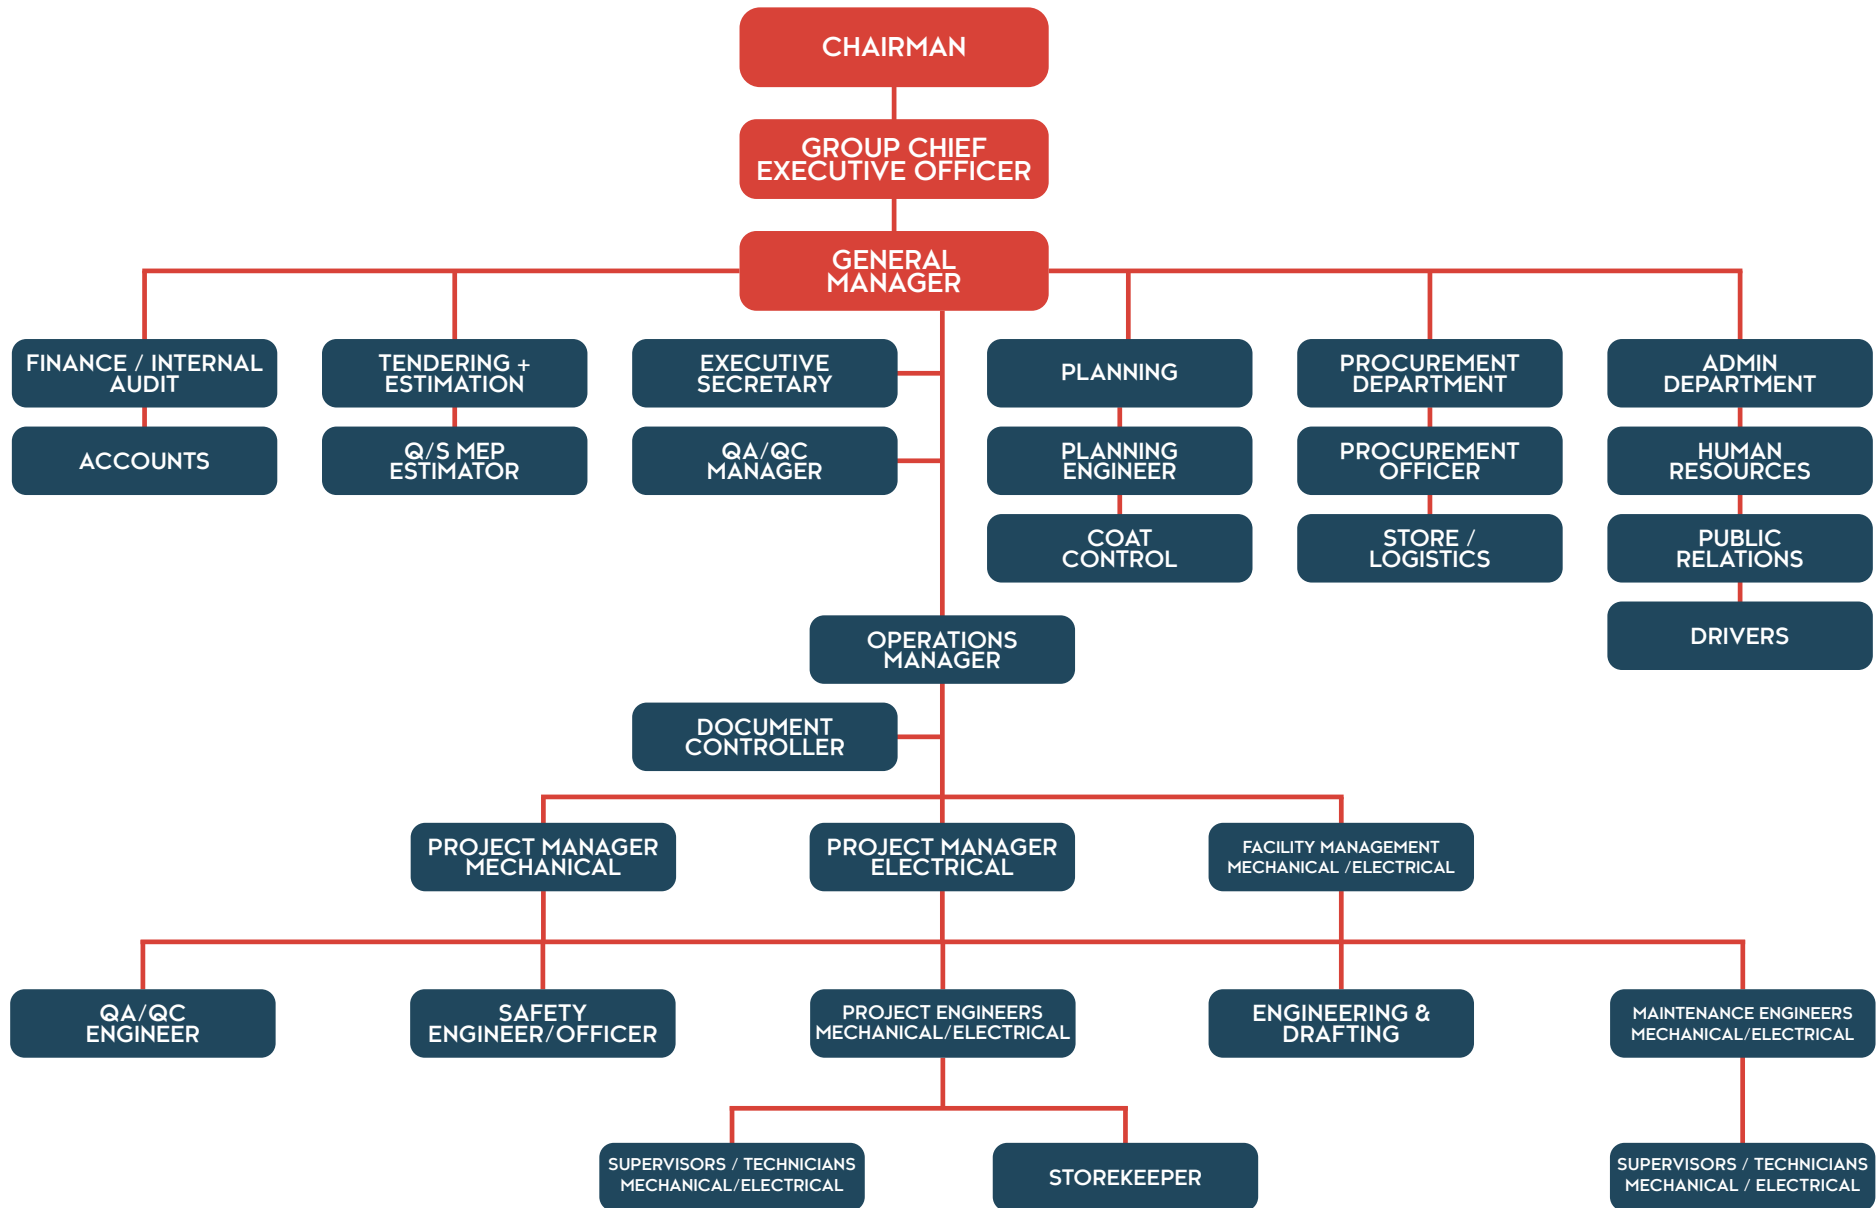 CHAIRMAN
GROUP CHIEF
EXECUTIVE OFFICER
GENERAL
MANAGER
FINANCE / INTERNAL
AUDIT
TENDERING +
ESTIMATION
EXECUTIVE
SECRETARY
PLANNING
PROCUREMENT
DEPARTMENT
ADMIN
DEPARTMENT
ACCOUNTS
Q/S MEP
ESTIMATOR
QA/QC
MANAGER
PLANNING
ENGINEER
PROCUREMENT
OFFICER
HUMAN
RESOURCES
COAT
CONTROL
STORE /
LOGISTICS
PUBLIC
RELATIONS
OPERATIONS
MANAGER
DRIVERS
DOCUMENT
CONTROLLER
PROJECT MANAGER
MECHANICAL
PROJECT MANAGER
ELECTRICAL
FACILITY MANAGEMENT
MECHANICAL /ELECTRICAL
QA/QC
ENGINEER
SAFETY
ENGINEER/OFFICER
PROJECT ENGINEERS
MECHANICAL/ELECTRICAL
ENGINEERING &
DRAFTING
MAINTENANCE ENGINEERS
MECHANICAL/ELECTRICAL
SUPERVISORS / TECHNICIANS
MECHANICAL/ELECTRICAL
STOREKEEPER
SUPERVISORS / TECHNICIANS
MECHANICAL / ELECTRICAL